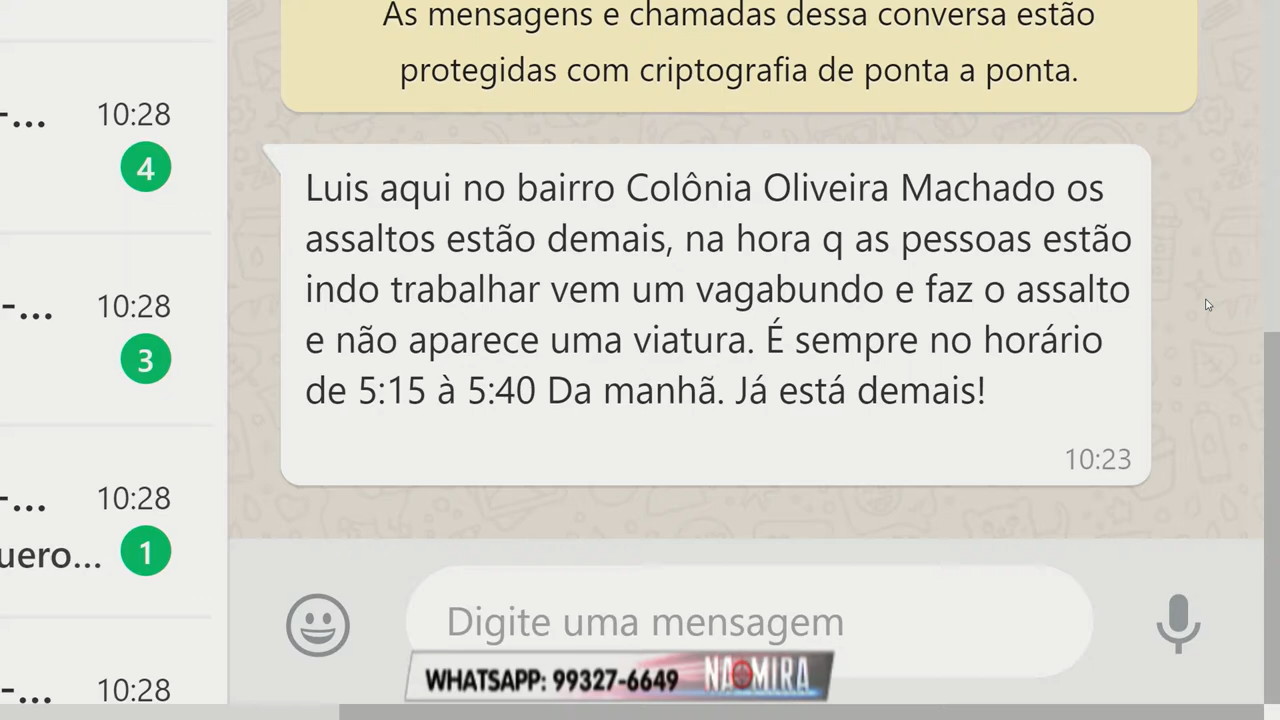 As mensagens e chamadas dessa conversa estão
protegidas com criptografia de ponta a ponta.
-...
10:28
4
Luis aqui no bairro Colônia Oliveira Machado os
assaltos estão demais, na hora q as pessoas estão
indo trabalhar vem um vagabundo e faz o assalto
e não aparece uma viatura. É sempre no horário
de 5:15 à 5:40 Da manhã. Já está demais!
10:23
-...
10:28
3
-...
10:28
uero...
1
-...
10:28
Digite uma mensagem
WHATSAPP: 99327-6649 NA MIRA